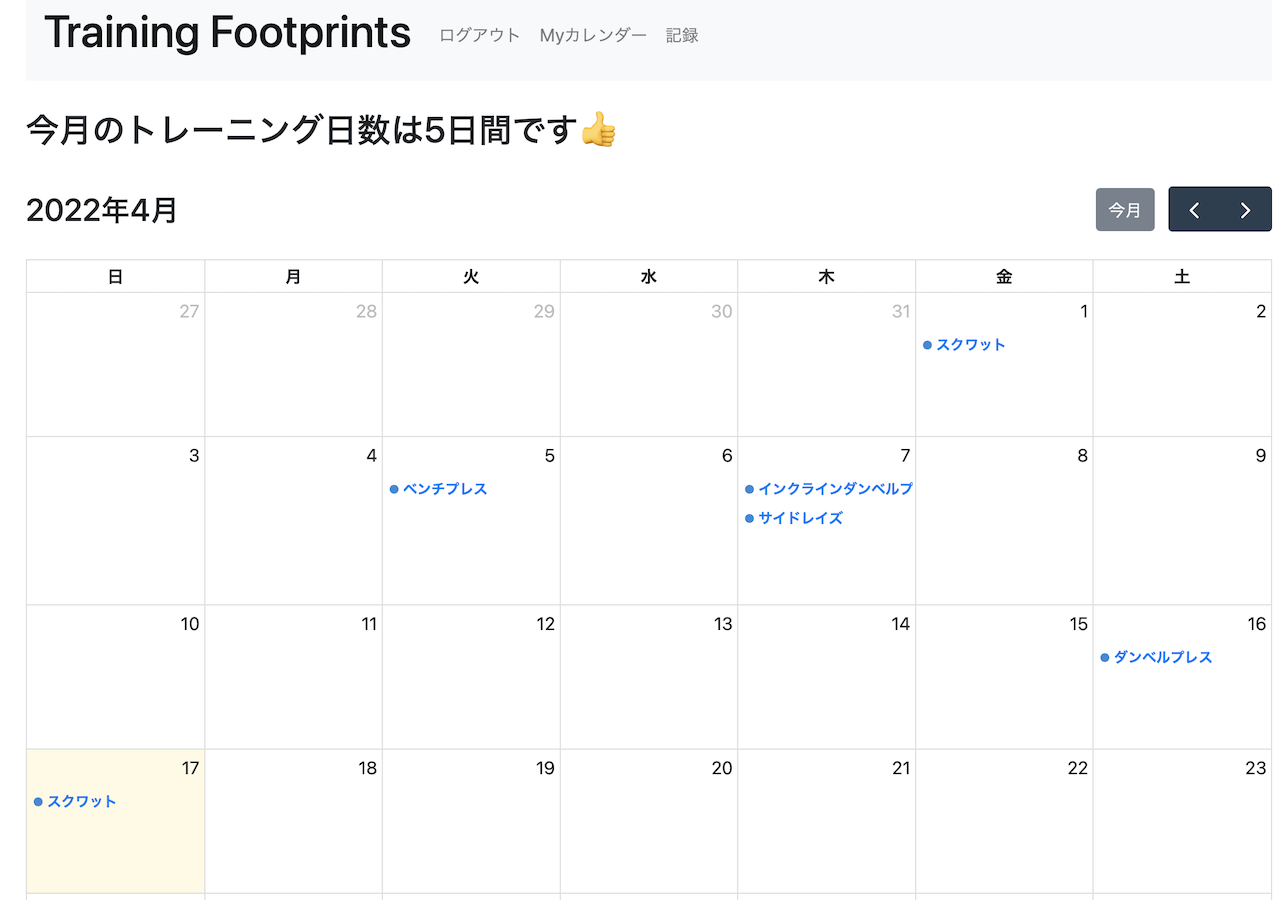 Training Footprints ログアウト Myカレンダー 記録
今月のトレーニング日数は5日間です👍
2022年4月 今月
日 月 火 水 木 金 土
27 28 29 30 31 1 2
スクワット
3 4 5 6 7 8 9
ベンチプレス インクラインダンベルプ
サイドレイズ
10 11 12 13 14 15 16
ダンベルプレス
17 18 19 20 21 22 23
スクワット